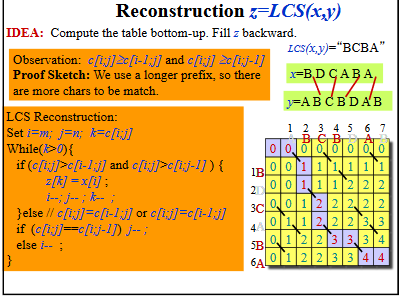 Reconstruction z=LCS(x,y)
IDEA: Compute the table bottom-up. Fill z backward.
LCS(x,y)="BCBA"
Observation: c[i;j]≥c[i-1;j] and c[i;j] ≥c[i;j-1]
Proof Sketch: We use a longer prefix, so there
are more chars to be match.
x=B D C A B A
y=A B C B D A B
LCS Reconstruction:
Set i=m; j=n; k=c[i;j]
While(k>0){
if (c[i;j]>c[i-1;j] and c[i;j]>c[i;j-1] ) {
z[k] = x[i] ;
i--; j-- ; k-- ;
}else // c[i;j]=c[i-1;j] or c[i;j]=c[i-1;j]
if (c[i;j]==c[i;j-1]) j-- ;
else i-- ;
}
1 2 3 4 5 6 7
B C B A
0 0 0 0 0 0 0 0
1B 0 0 1 1 1 1 1 1
2 0 0 1 1 1 2 2 2
3C 0 0 1 2 2 2 2 2
4 0 1 1 2 2 2 3 3
5B 0 1 2 2 3 3 3 4
6A 0 1 2 2 3 3 4 4